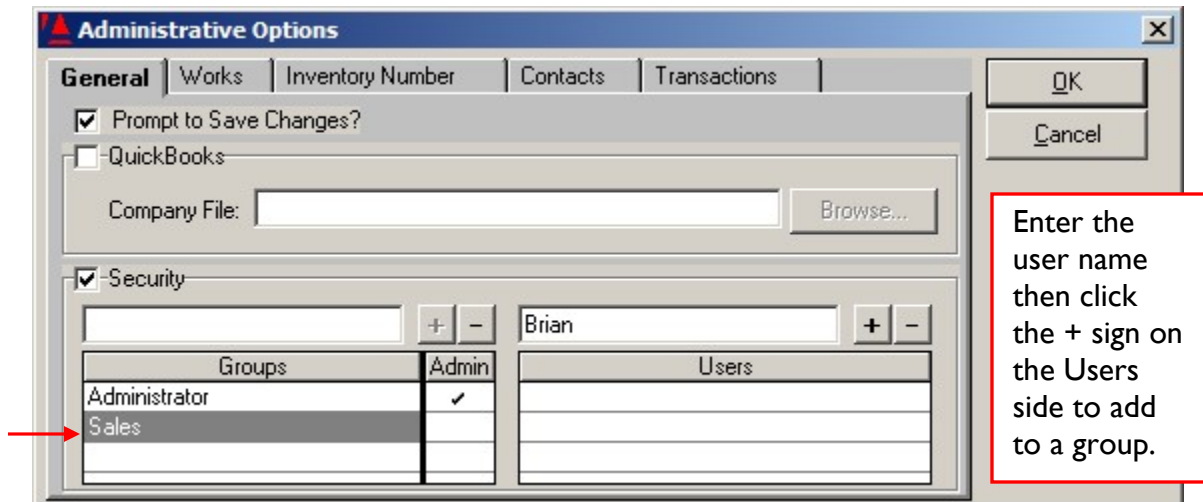 Administrative Options
General Works Inventory Number Contacts Transactions
OK
Cancel
Prompt to Save Changes?
QuickBooks
Company File: Browse...
Security
+ - Brian + -
Groups Admin Users
Administrator ✓
Sales
Enter the
user name
then click
the + sign on
the Users
side to add
to a group.